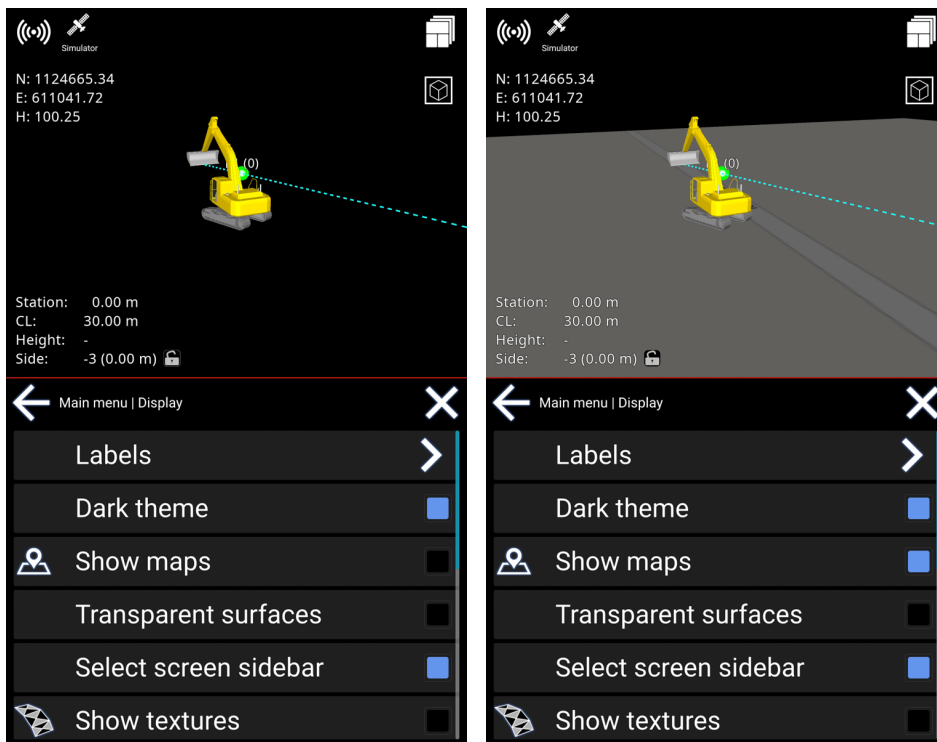 Simulator
N: 1124665.34
E: 611041.72
H: 100.25
(0)
Station: 0.00 m
CL: 30.00 m
Height: -
Side: -3 (0.00 m)
Main menu | Display
Labels
Dark theme
Show maps
Transparent surfaces
Select screen sidebar
Show textures
Simulator
N: 1124665.34
E: 611041.72
H: 100.25
(0)
Station: 0.00 m
CL: 30.00 m
Height: -
Side: -3 (0.00 m)
Main menu | Display
Labels
Dark theme
Show maps
Transparent surfaces
Select screen sidebar
Show textures